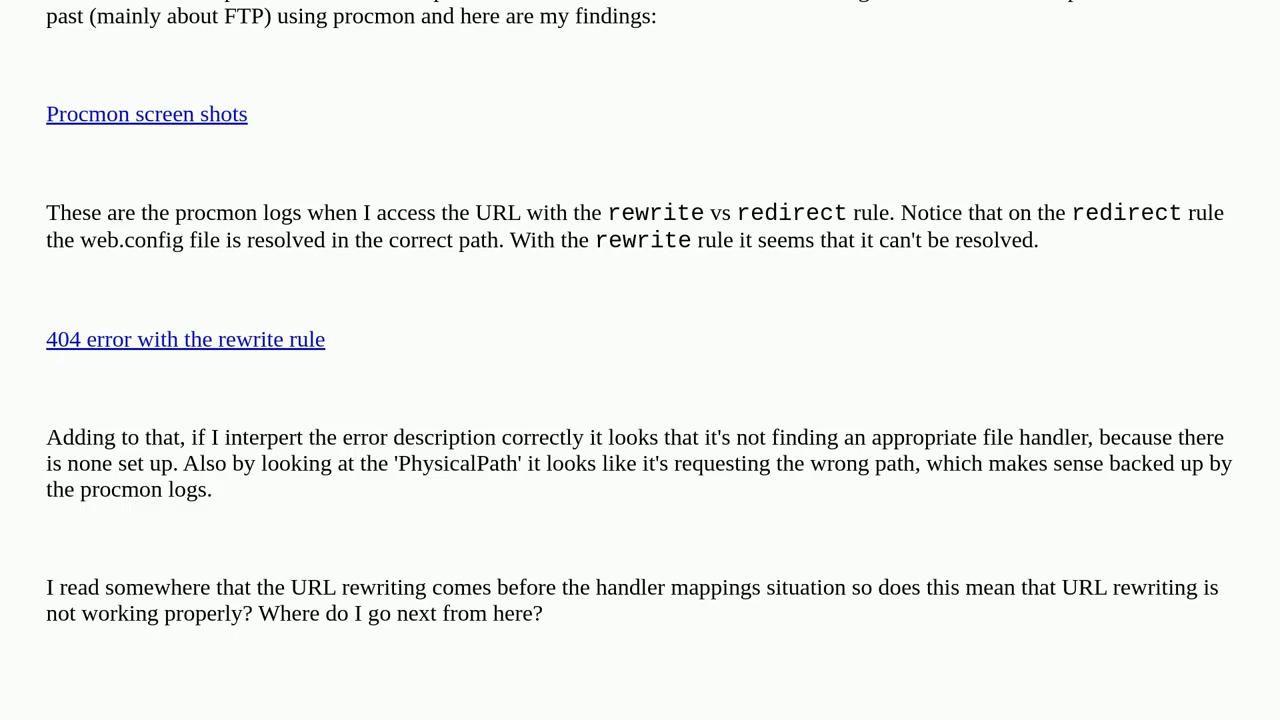 past (mainly about FTP) using procmon and here are my findings:
Procmon screen shots
These are the procmon logs when I access the URL with the rewrite vs redirect rule. Notice that on the redirect rule
the web.config file is resolved in the correct path. With the rewrite rule it seems that it can't be resolved.
404 error with the rewrite rule
Adding to that, if I interpert the error description correctly it looks that it's not finding an appropriate file handler, because there
is none set up. Also by looking at the 'PhysicalPath' it looks like it's requesting the wrong path, which makes sense backed up by
the procmon logs.
I read somewhere that the URL rewriting comes before the handler mappings situation so does this mean that URL rewriting is
not working properly? Where do I go next from here?